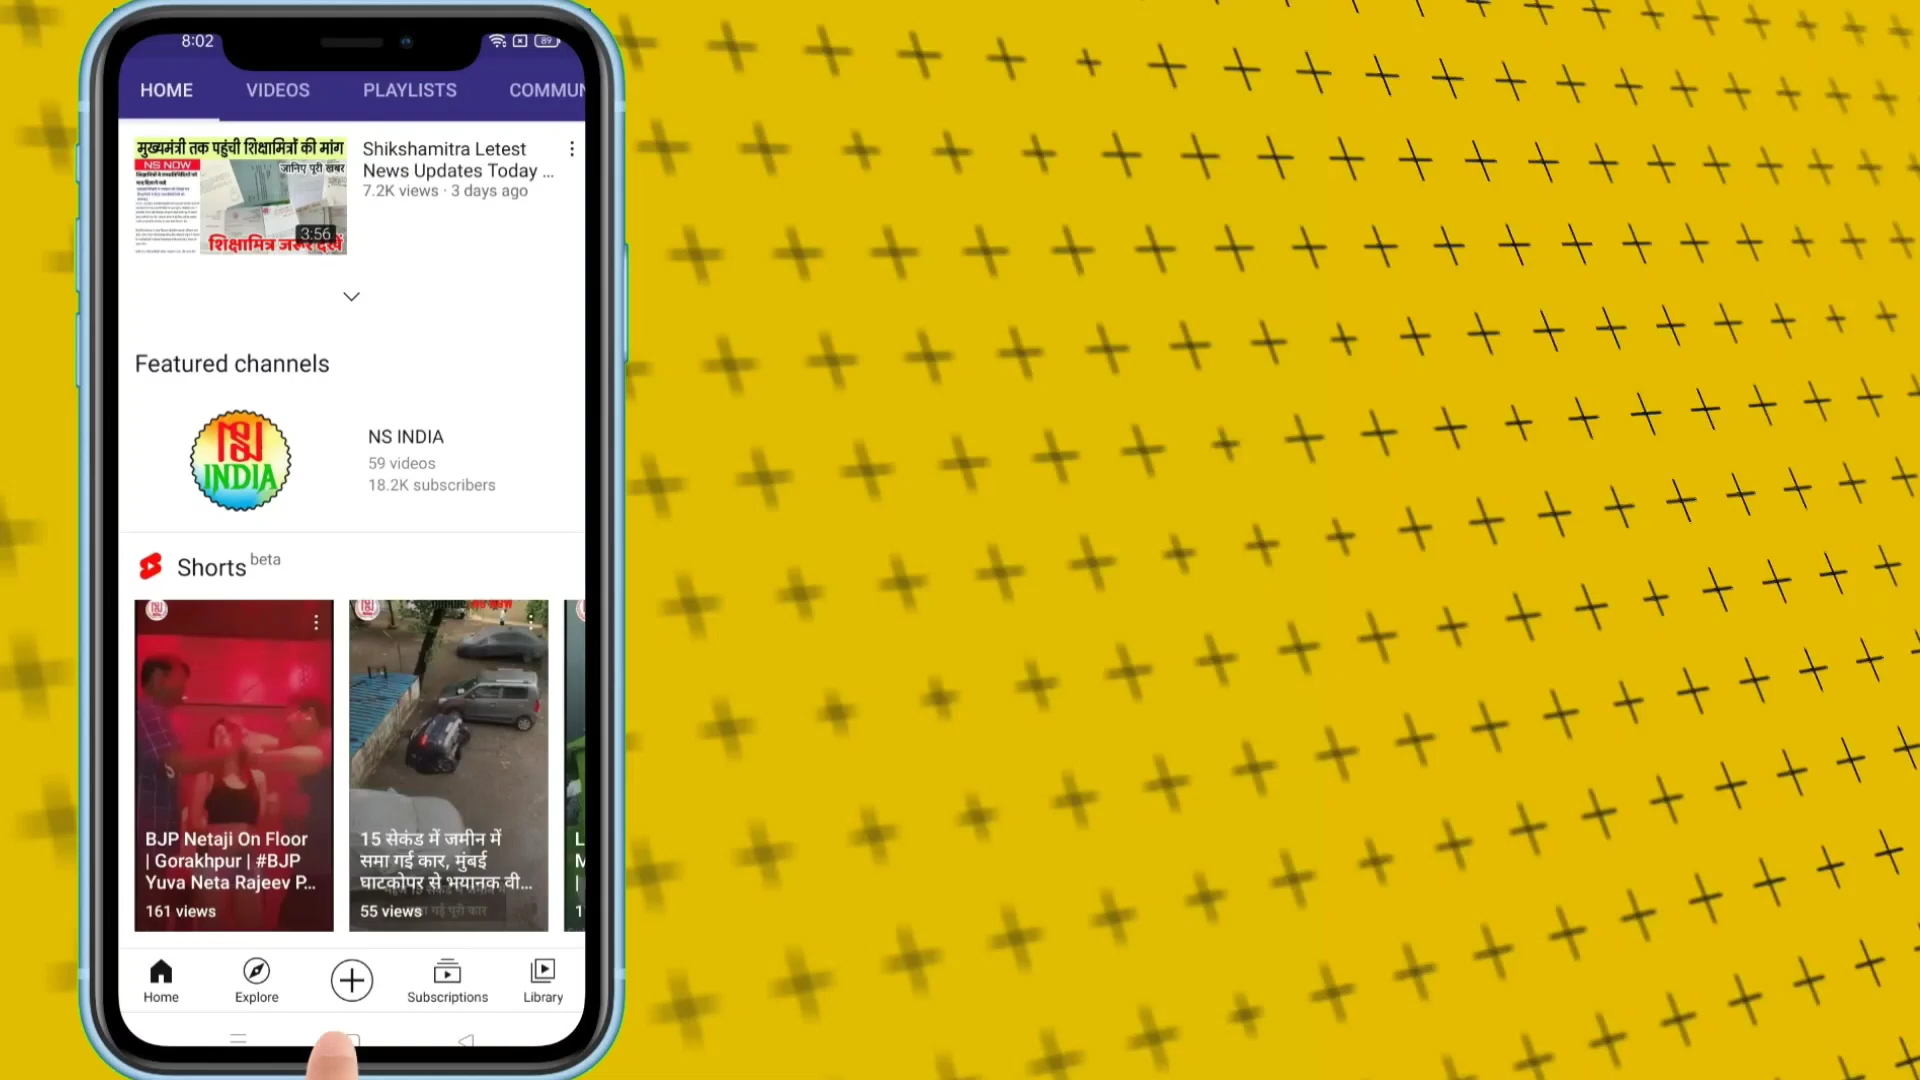 8:02
89
HOME VIDEOS PLAYLISTS COMMUN
मुख्यमंत्री तक पहुंची शिक्षामित्रों की मांग
NS NOW
जानिए पूरी खबर
3:56
शिक्षामित्र जरूर देखें
Shikshamitra Letest
News Updates Today ...
7.2K views · 3 days ago
Featured channels
INDIA
NS INDIA
59 videos
18.2K subscribers
Shorts beta
BJP Netaji On Floor
| Gorakhpur | #BJP
Yuva Neta Rajeev P...
161 views
15 सेकंड में जमीन में
समा गई कार, मुंबई
घाटकोपर से भयानक वी...
55 views
L
M
|
1
Home Explore Subscriptions Library